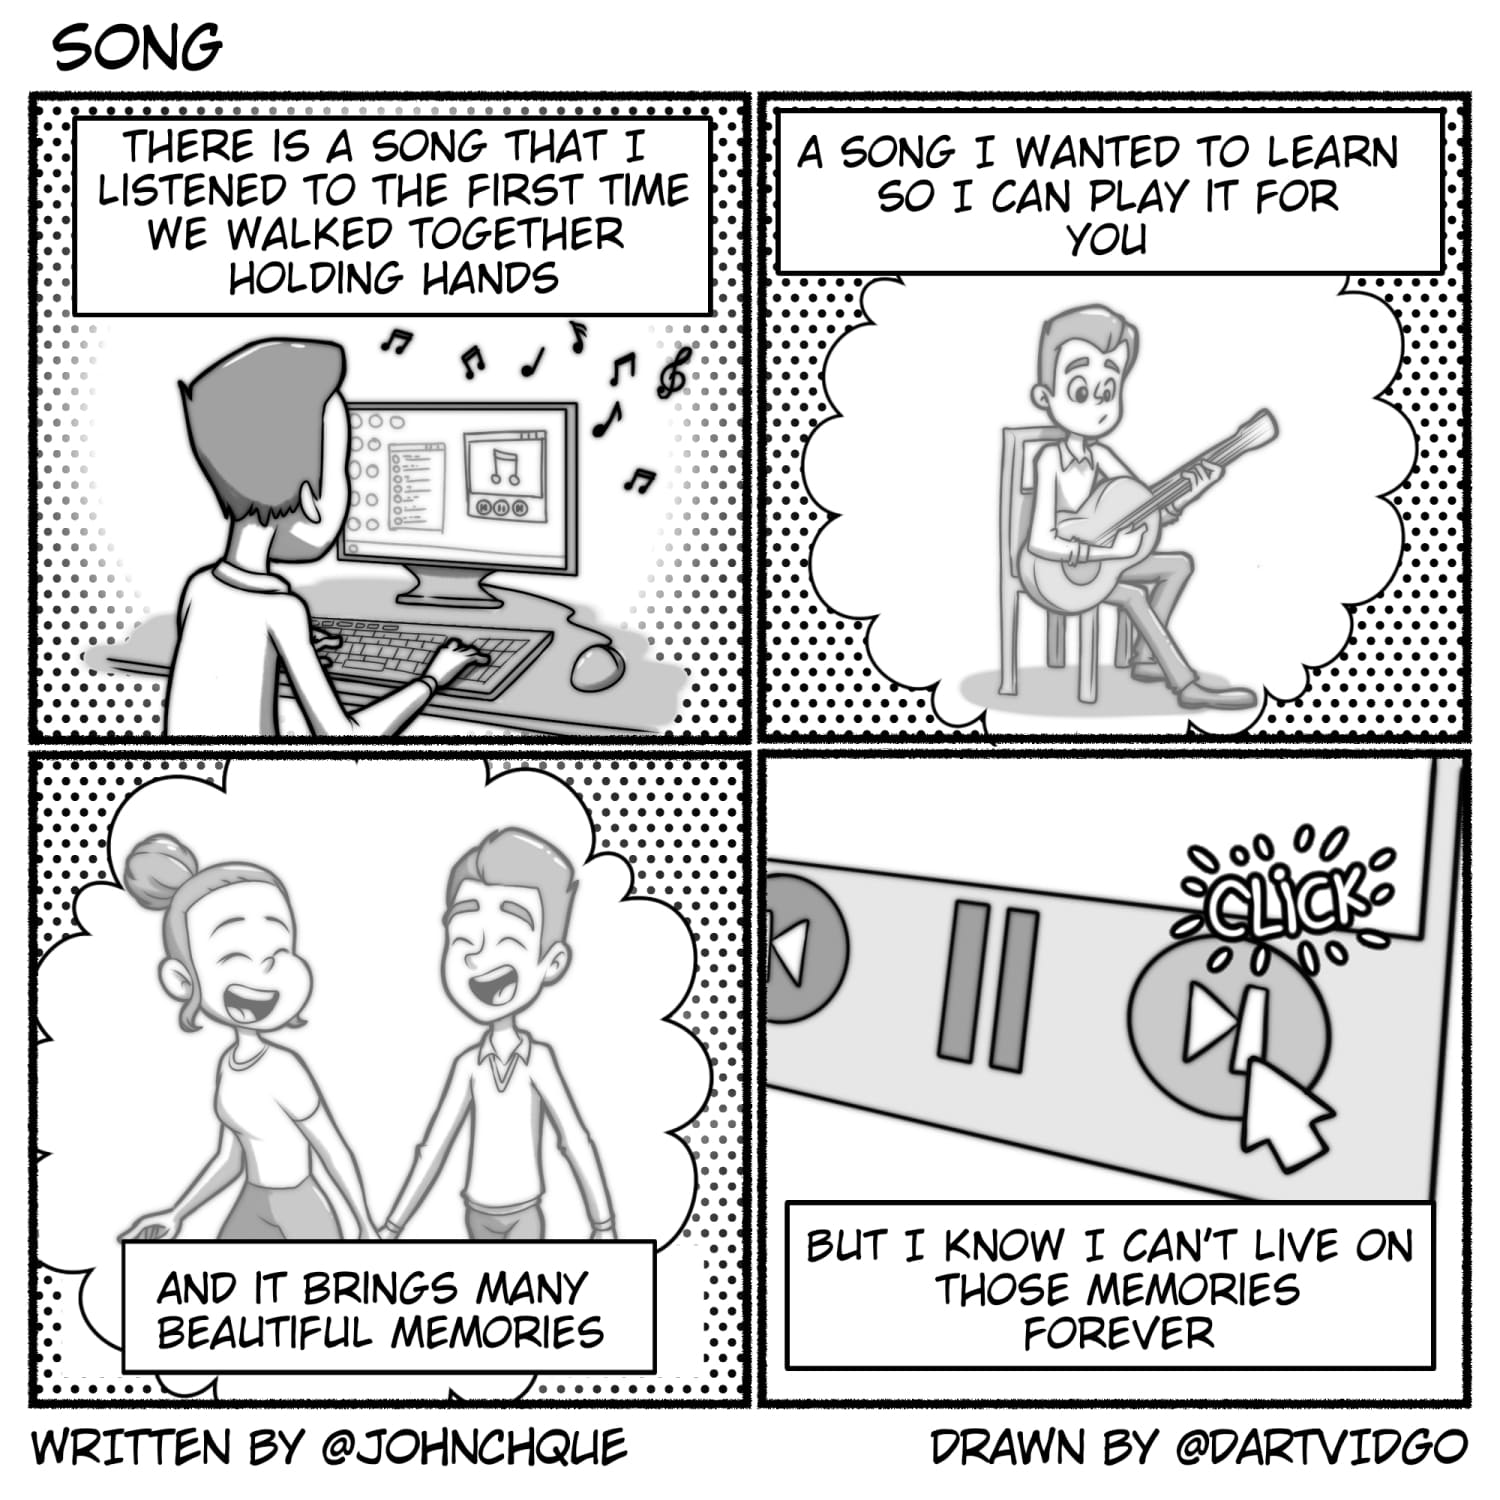 SONG
THERE IS A SONG THAT I
LISTENED TO THE FIRST TIME
WE WALKED TOGETHER
HOLDING HANDS
A SONG I WANTED TO LEARN
SO I CAN PLAY IT FOR
YOU
AND IT BRINGS MANY
BEAUTIFUL MEMORIES
CLICK
BUT I KNOW I CAN'T LIVE ON
THOSE MEMORIES
FOREVER
WRITTEN BY @JOHNCHQUE
DRAWN BY @DARTVIDGO